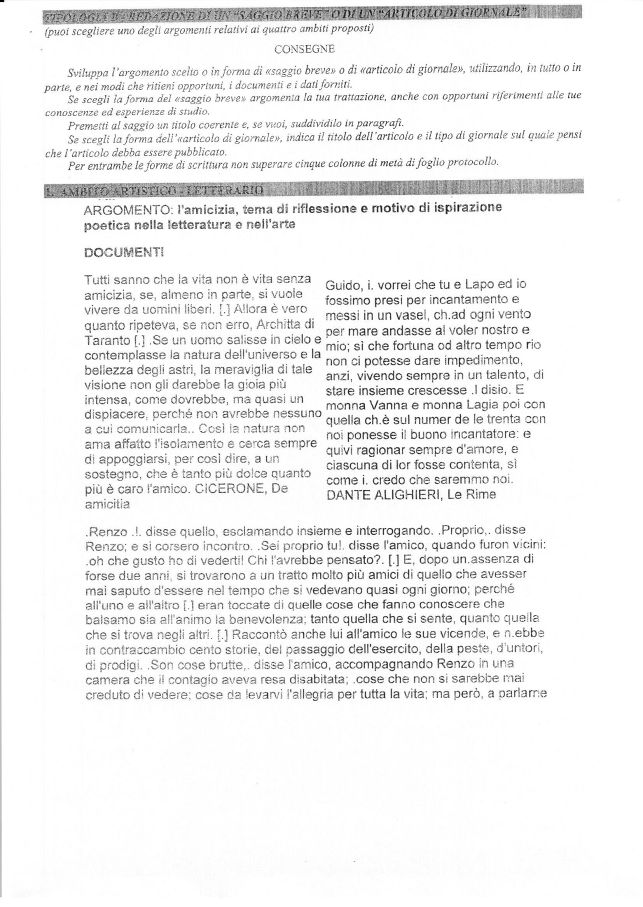 TIPOLOGIA B - REDAZIONE DI UN "SAGGIO BREVE" O DI UN "ARTICOLO DI GIORNALE"
(puoi scegliere uno degli argomenti relativi ai quattro ambiti proposti)
CONSEGNE
Sviluppa l'argomento scelto o in forma di «saggio breve» o di «articolo di giornale», utilizzando, in tutto o in
parte, e nei modi che ritieni opportuni, i documenti e i dati forniti.
Se scegli la forma del «saggio breve» argomenta la tua trattazione, anche con opportuni riferimenti alle tue
conoscenze ed esperienze di studio.
Premetti al saggio un titolo coerente e, se vuoi, suddividilo in paragrafi.
Se scegli la forma dell'«articolo di giornale», indica il titolo dell'articolo e il tipo di giornale sul quale pensi
che l'articolo debba essere pubblicato.
Per entrambe le forme di scrittura non superare cinque colonne di metà di foglio protocollo.
1. AMBITO ARTISTICO - LETTERARIO
ARGOMENTO: l'amicizia, tema di riflessione e motivo di ispirazione
poetica nella letteratura e nell'arte
DOCUMENTI
Tutti sanno che la vita non è vita senza
amicizia, se, almeno in parte, si vuole
vivere da uomini liberi. [.] Allora è vero
quanto ripeteva, se non erro, Archita di
Taranto [.] .Se un uomo salisse in cielo e
contemplasse la natura dell'universo e la
bellezza degli astri, la meraviglia di tale
visione non gli darebbe la gioia più
intensa, come dovrebbe, ma quasi un
dispiacere, perché non avrebbe nessuno
a cui comunicarla.. Così la natura non
ama affatto l'isolamento e cerca sempre
di appoggiarsi, per così dire, a un
sostegno, che è tanto più dolce quanto
più è caro l'amico. CICERONE, De
amicitia
Guido, i. vorrei che tu e Lapo ed io
fossimo presi per incantamento e
messi in un vasel, ch.ad ogni vento
per mare andasse al voler nostro e
mio; sì che fortuna od altro tempo rio
non ci potesse dare impedimento,
anzi, vivendo sempre in un talento, di
stare insieme crescesse .l disio. E
monna Vanna e monna Lagia poi con
quella ch.è sul numer de le trenta con
noi ponesse il buono incantatore: e
quivi ragionar sempre d'amore, e
ciascuna di lor fosse contenta, sì
come i. credo che saremmo noi.
DANTE ALIGHIERI, Le Rime
.Renzo .!. disse quello, esclamando insieme e interrogando. .Proprio,. disse
Renzo; e si corsero incontro. .Sei proprio tu!. disse l'amico, quando furon vicini:
.oh che gusto ho di vederti! Chi l'avrebbe pensato?. [.] E, dopo un.assenza di
forse due anni, si trovarono a un tratto molto più amici di quello che avesser
mai saputo d'essere nel tempo che si vedevano quasi ogni giorno; perché
all'uno e all'altro [.] eran toccate di quelle cose che fanno conoscere che
balsamo sia all'animo la benevolenza; tanto quella che si sente, quanto quella
che si trova negli altri. [.] Raccontò anche lui all'amico le sue vicende, e n.ebbe
in contraccambio cento storie, del passaggio dell'esercito, della peste, d'untori,
di prodigi. .Son cose brutte,. disse l'amico, accompagnando Renzo in una
camera che il contagio aveva resa disabitata; .cose che non si sarebbe mai
creduto di vedere; cose da levarvi l'allegria per tutta la vita; ma però, a parlarne